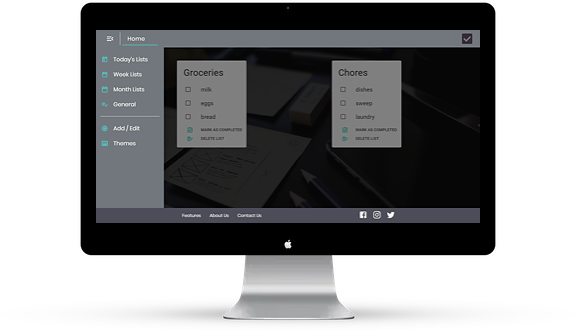 Home
Today's Lists
Week Lists
Month Lists
General
Add / Edit
Themes
Groceries
milk
eggs
bread
MARK AS COMPLETED
DELETE LIST
Chores
dishes
sweep
laundry
MARK AS COMPLETED
DELETE LIST
Features About Us Contact Us